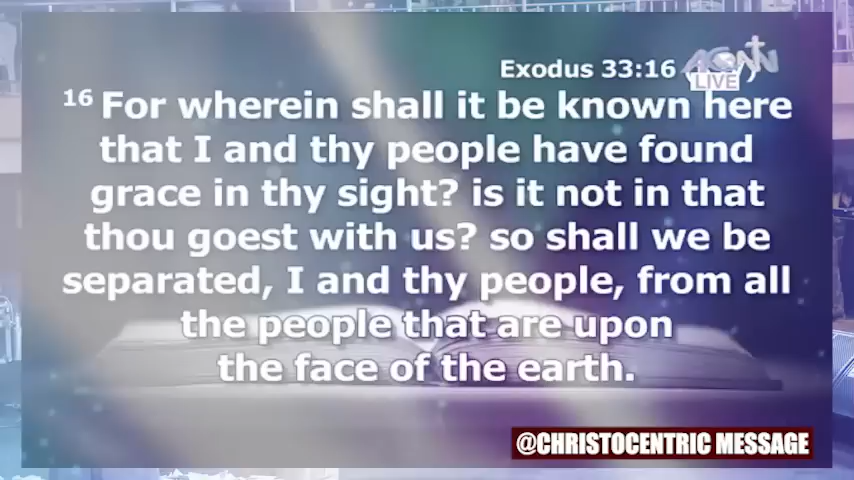 Exodus 33:16
LIVE
16 For wherein shall it be known here
that I and thy people have found
grace in thy sight? is it not in that
thou goest with us? so shall we be
separated, I and thy people, from all
the people that are upon
the face of the earth.
@CHRISTOCENTRIC MESSAGE